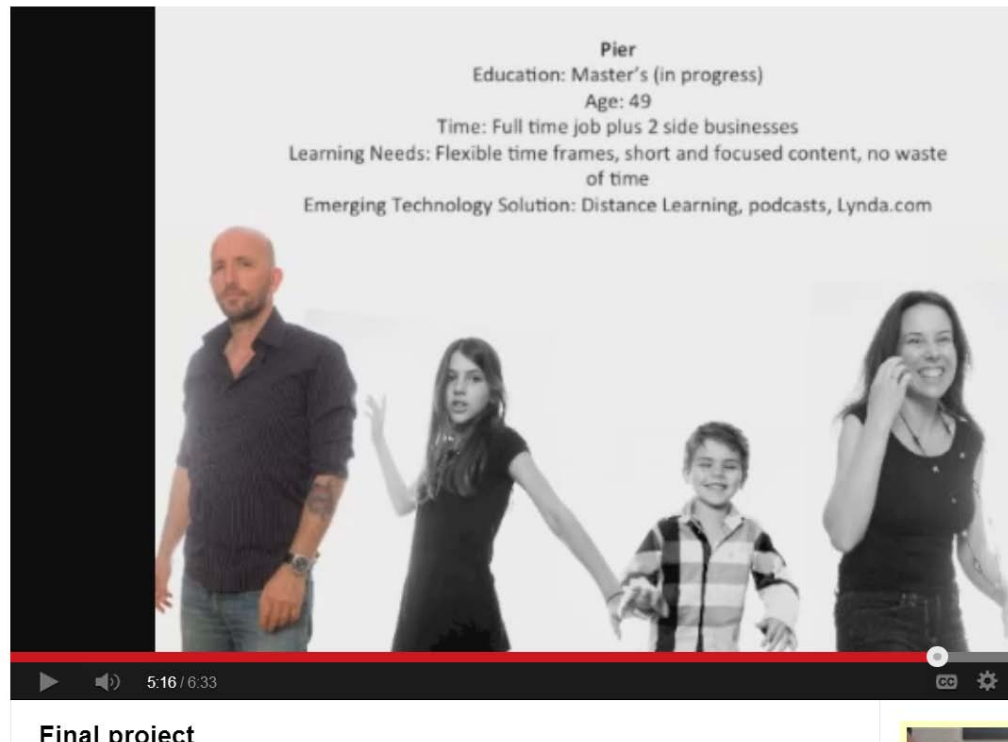 Pier
Education: Master's (in progress)
Age: 49
Time: Full time job plus 2 side businesses
Learning Needs: Flexible time frames, short and focused content, no waste
of time
Emerging Technology Solution: Distance Learning, podcasts, Lynda.com
5:16 / 6:33
CC
Final project